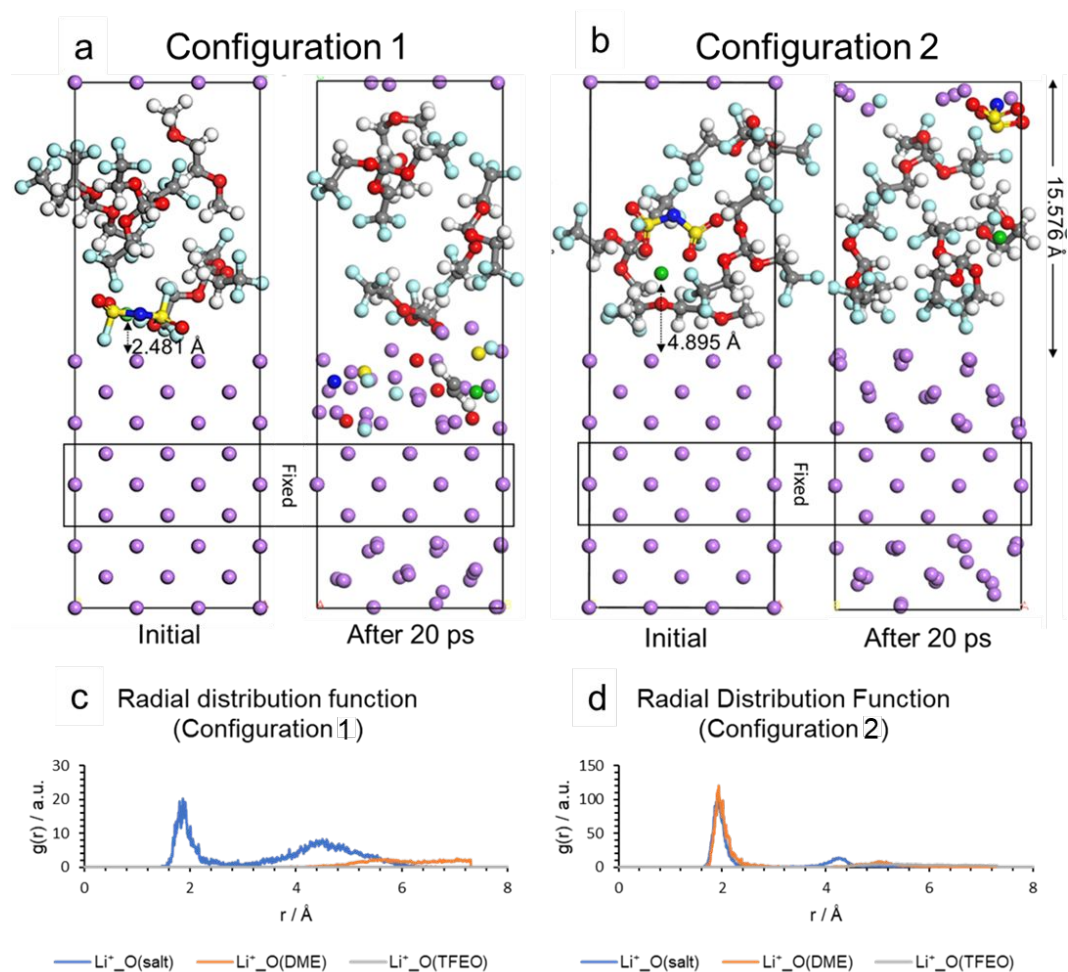 a
Configuration 1
b
Configuration 2
2.481 Å
4.895 Å
15.576 Å
Fixed
Fixed
Initial
After 20 ps
Initial
After 20 ps
c
Radial distribution function
(Configuration 1)
g(r) / a.u.
30
20
10
0
0 2 4 6 8
r / Å
Li⁺_O(salt) Li⁺_O(DME) Li⁺_O(TFEO)
d
Radial Distribution Function
(Configuration 2)
g(r) / a.u.
150
100
50
0
0 2 4 6 8
r / Å
Li⁺_O(salt) Li⁺_O(DME) Li⁺_O(TFEO)